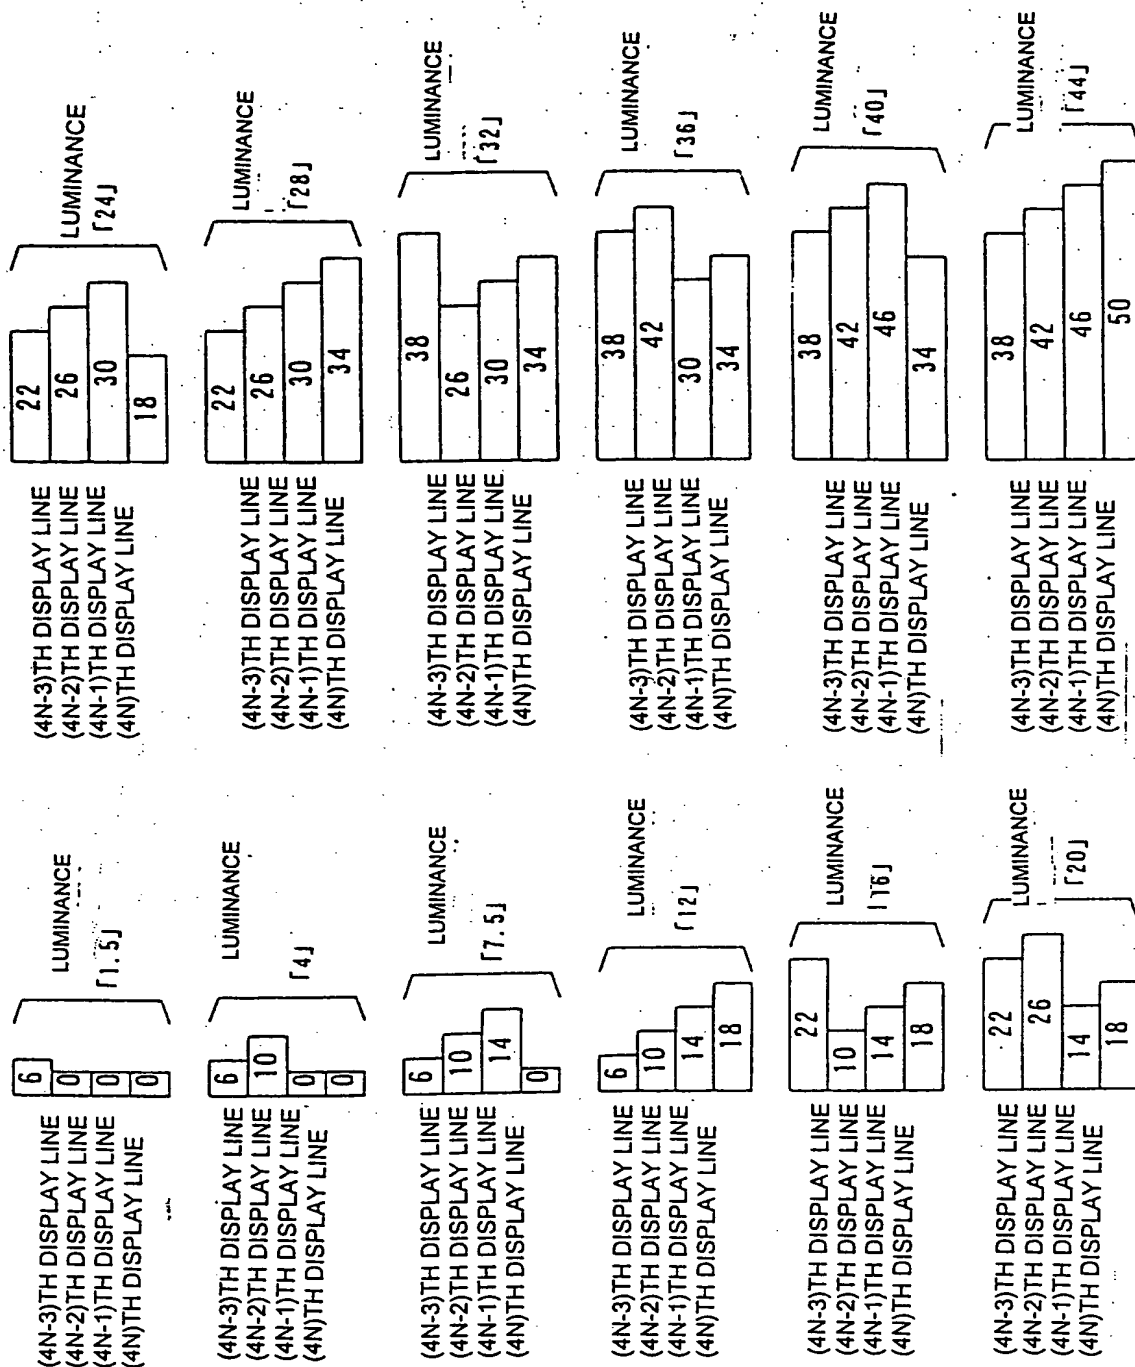 (4N-3)TH DISPLAY LINE
(4N-2)TH DISPLAY LINE
(4N-1)TH DISPLAY LINE
(4N)TH DISPLAY LINE
6
0
0
0
LUMINANCE
「1.5」
(4N-3)TH DISPLAY LINE
(4N-2)TH DISPLAY LINE
(4N-1)TH DISPLAY LINE
(4N)TH DISPLAY LINE
6
10
0
0
LUMINANCE
「4」
(4N-3)TH DISPLAY LINE
(4N-2)TH DISPLAY LINE
(4N-1)TH DISPLAY LINE
(4N)TH DISPLAY LINE
6
10
14
0
LUMINANCE
「7.5」
(4N-3)TH DISPLAY LINE
(4N-2)TH DISPLAY LINE
(4N-1)TH DISPLAY LINE
(4N)TH DISPLAY LINE
6
10
14
18
LUMINANCE
「12」
(4N-3)TH DISPLAY LINE
(4N-2)TH DISPLAY LINE
(4N-1)TH DISPLAY LINE
(4N)TH DISPLAY LINE
22
10
14
18
LUMINANCE
「16」
(4N-3)TH DISPLAY LINE
(4N-2)TH DISPLAY LINE
(4N-1)TH DISPLAY LINE
(4N)TH DISPLAY LINE
22
26
14
18
LUMINANCE
「20」
(4N-3)TH DISPLAY LINE
(4N-2)TH DISPLAY LINE
(4N-1)TH DISPLAY LINE
(4N)TH DISPLAY LINE
22
26
30
18
LUMINANCE
「24」
(4N-3)TH DISPLAY LINE
(4N-2)TH DISPLAY LINE
(4N-1)TH DISPLAY LINE
(4N)TH DISPLAY LINE
22
26
30
34
LUMINANCE
「28」
(4N-3)TH DISPLAY LINE
(4N-2)TH DISPLAY LINE
(4N-1)TH DISPLAY LINE
(4N)TH DISPLAY LINE
38
26
30
34
LUMINANCE
「32」
(4N-3)TH DISPLAY LINE
(4N-2)TH DISPLAY LINE
(4N-1)TH DISPLAY LINE
(4N)TH DISPLAY LINE
38
42
30
34
LUMINANCE
「36」
(4N-3)TH DISPLAY LINE
(4N-2)TH DISPLAY LINE
(4N-1)TH DISPLAY LINE
(4N)TH DISPLAY LINE
38
42
46
34
LUMINANCE
「40」
(4N-3)TH DISPLAY LINE
(4N-2)TH DISPLAY LINE
(4N-1)TH DISPLAY LINE
(4N)TH DISPLAY LINE
38
42
46
50
LUMINANCE
「44」